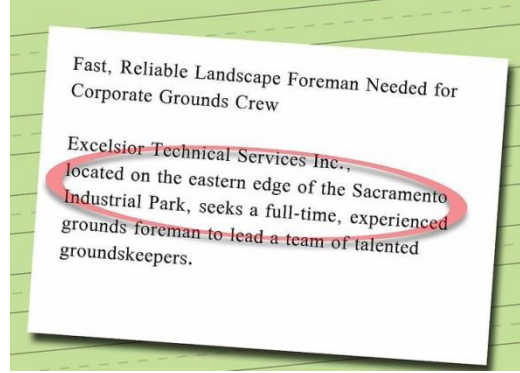 Fast, Reliable Landscape Foreman Needed for
Corporate Grounds Crew
Excelsior Technical Services Inc.,
located on the eastern edge of the Sacramento
Industrial Park, seeks a full-time, experienced
grounds foreman to lead a team of talented
groundskeepers.